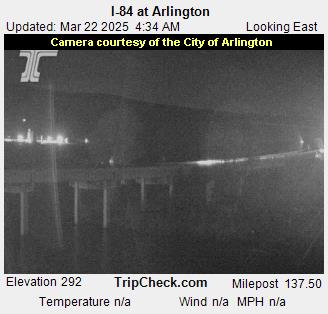 I-84 at Arlington
Updated: Mar 22 2025 4:34 AM Looking East
Camera courtesy of the City of Arlington
Elevation 292 TripCheck.com Milepost 137.50
Temperature n/a Wind n/a MPH n/a